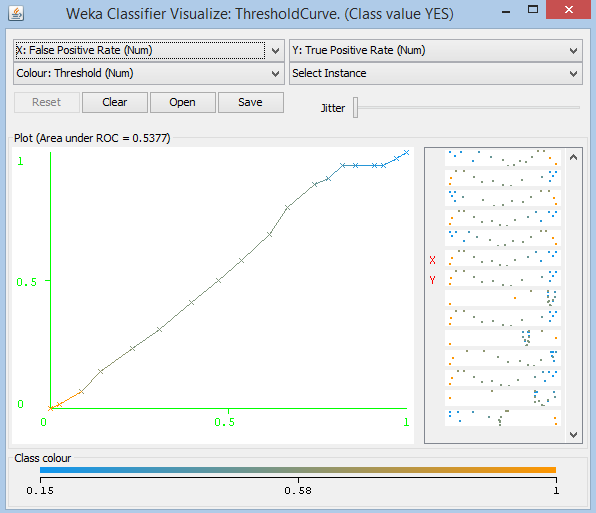 Weka Classifier Visualize: ThresholdCurve. (Class value YES)
X: False Positive Rate (Num)
Y: True Positive Rate (Num)
Colour: Threshold (Num)
Select Instance
Reset
Clear
Open
Save
Jitter
Plot (Area under ROC = 0.5377)
1
0.5
0
0
0.5
1
X
Y
Class colour
0.15
0.58
1